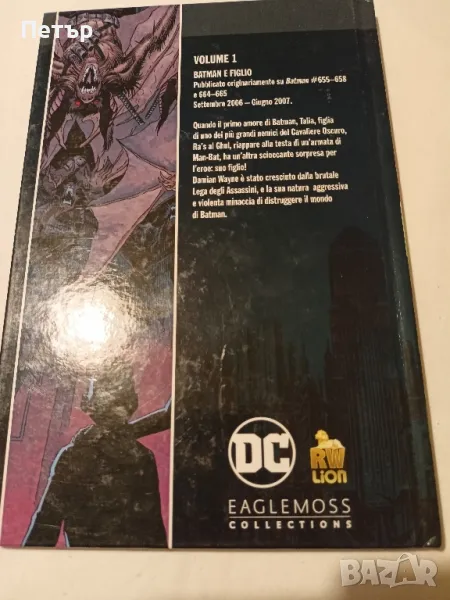 Петър
VOLUME 1
BATMAN E FIGLIO
Pubblicato originariamente su Batman #655–658
e 664–665
Settembre 2006 – Giugno 2007.
Quando il primo amore di Batman, Talia, figlia
di uno dei più grandi nemici del Cavaliere Oscuro,
Ra's al Ghul, riappare alla testa di un'armata di
Man-Bat, ha un'altra scioccante sorpresa per
l'eroe: suo figlio!
Damian Wayne è stato cresciuto dalla brutale
Lega degli Assassini, e la sua natura aggressiva
e violenta minaccia di distruggere il mondo
di Batman.
DC
RW
LION
EAGLEMOSS
COLLECTIONS
BAZAR